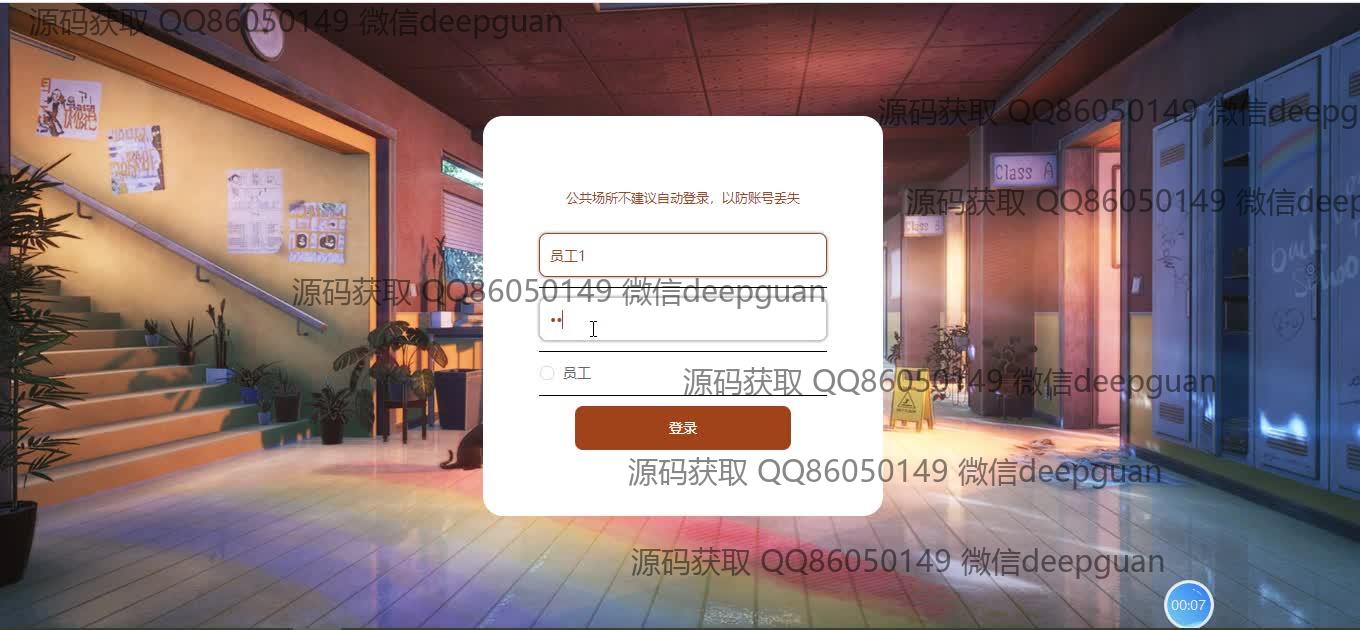 源码获取 QQ86050149 微信deepguan
源码获取 QQ86050149 微信deepg
Class A
公共场所不建议自动登录，以防账号丢失
源码获取 QQ86050149 微信deep
Class
员工1
源码获取 QQ86050149 微信deepguan
员工
源码获取 QQ86050149 微信deepguan
登录
源码获取 QQ86050149 微信deepguan
源码获取 QQ86050149 微信deepguan
00:07